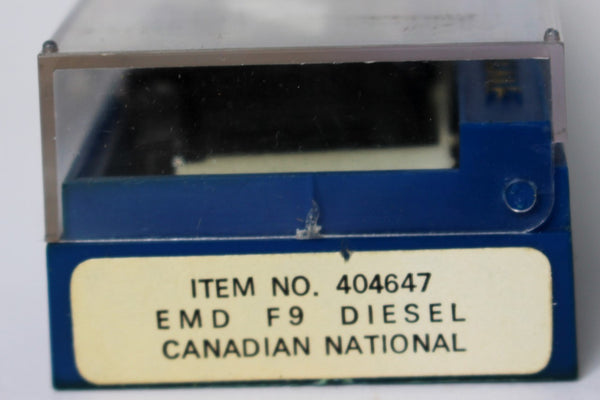 ITEM NO. 404647
EMD F9 DIESEL
CANADIAN NATIONAL